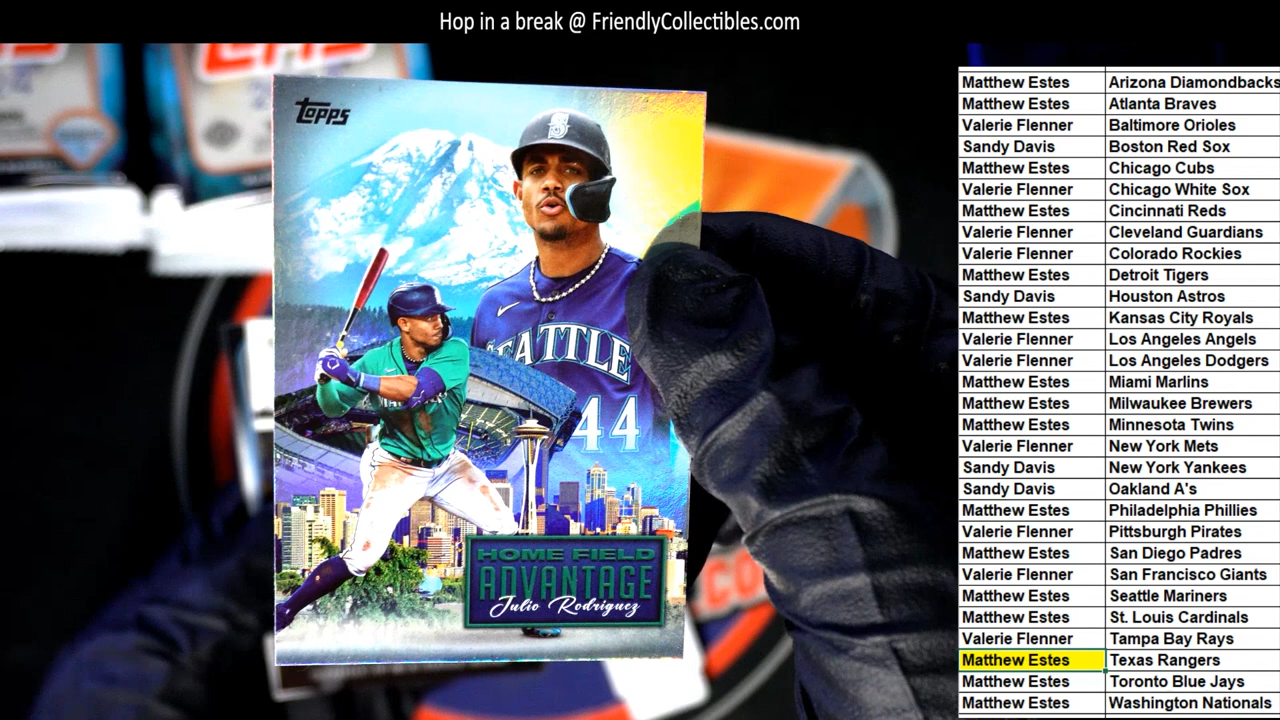 Hop in a break @ FriendlyCollectibles.com
Topps
S
SEATTLE
44
HOME FIELD
ADVANTAGE
Julio Rodriguez
Matthew Estes Arizona Diamondbacks
Matthew Estes Atlanta Braves
Valerie Flenner Baltimore Orioles
Sandy Davis Boston Red Sox
Matthew Estes Chicago Cubs
Valerie Flenner Chicago White Sox
Matthew Estes Cincinnati Reds
Valerie Flenner Cleveland Guardians
Valerie Flenner Colorado Rockies
Matthew Estes Detroit Tigers
Sandy Davis Houston Astros
Matthew Estes Kansas City Royals
Valerie Flenner Los Angeles Angels
Valerie Flenner Los Angeles Dodgers
Matthew Estes Miami Marlins
Matthew Estes Milwaukee Brewers
Matthew Estes Minnesota Twins
Valerie Flenner New York Mets
Sandy Davis New York Yankees
Sandy Davis Oakland A's
Matthew Estes Philadelphia Phillies
Valerie Flenner Pittsburgh Pirates
Matthew Estes San Diego Padres
Valerie Flenner San Francisco Giants
Matthew Estes Seattle Mariners
Matthew Estes St. Louis Cardinals
Valerie Flenner Tampa Bay Rays
Matthew Estes Texas Rangers
Matthew Estes Toronto Blue Jays
Matthew Estes Washington Nationals